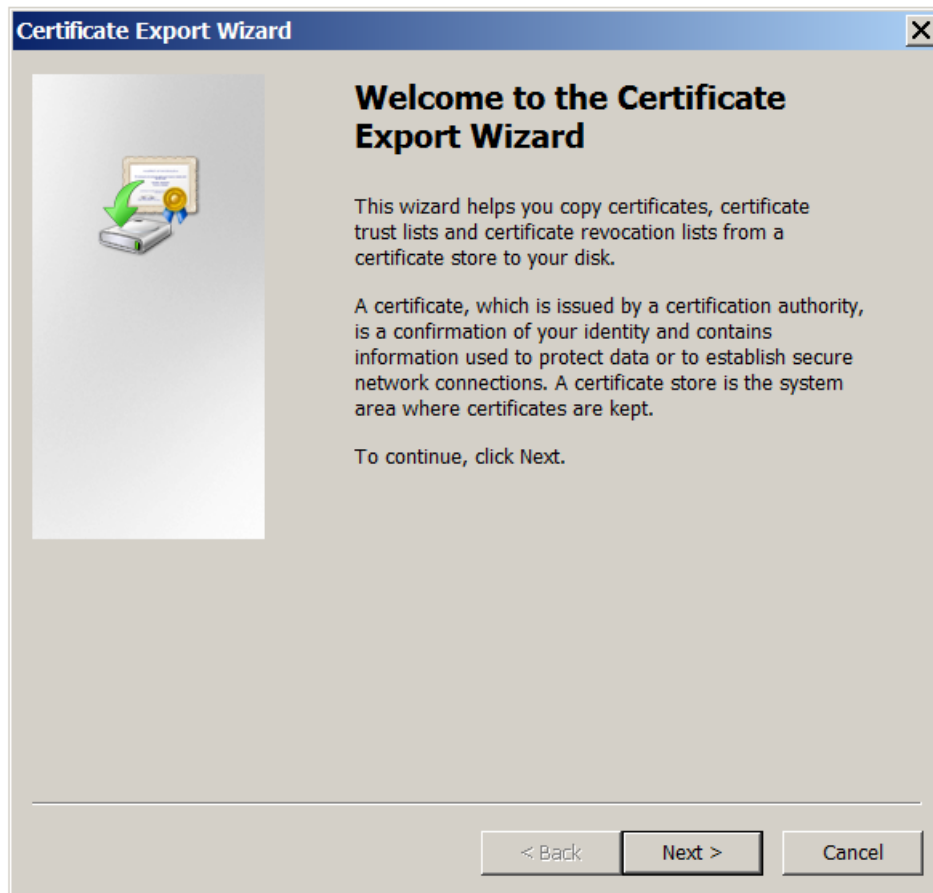 Certificate Export Wizard
Welcome to the Certificate
Export Wizard
This wizard helps you copy certificates, certificate
trust lists and certificate revocation lists from a
certificate store to your disk.
A certificate, which is issued by a certification authority,
is a confirmation of your identity and contains
information used to protect data or to establish secure
network connections. A certificate store is the system
area where certificates are kept.
To continue, click Next.
< Back
Next >
Cancel